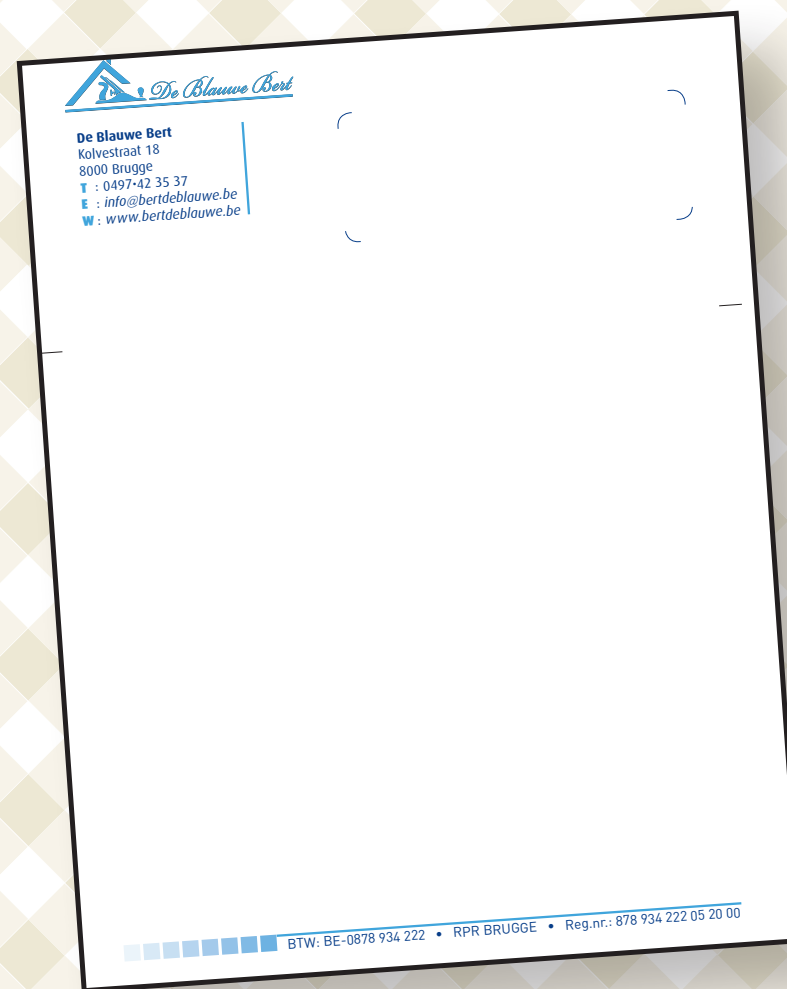 De Blauwe Bert
De Blauwe Bert
Kolvestraat 18
8000 Brugge
T : 0497•42 35 37
E : info@bertdeblauwe.be
W : www.bertdeblauwe.be
BTW: BE-0878 934 222 • RPR BRUGGE • Reg.nr.: 878 934 222 05 20 00